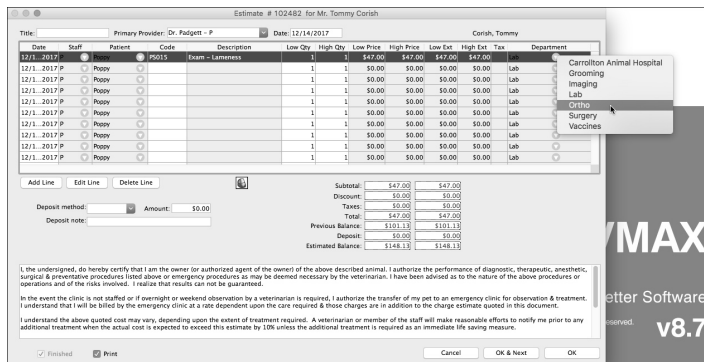 Estimate # 102482 for Mr. Tommy Corish
Title: Primary Provider: Dr. Padgett - P Date: 12/14/2017 Corish, Tommy
Date Staff Patient Code Description Low Qty High Qty Low Price High Price Low Ext High Ext Tax Department
12/1...2017 P Poppy PS015 Exam - Lameness 1 1 $47.00 $47.00 $47.00 $47.00 Lab
12/1...2017 P Poppy 1 1 $0.00 $0.00 $0.00 $0.00 Lab
12/1...2017 P Poppy 1 1 $0.00 $0.00 $0.00 $0.00 Lab
12/1...2017 P Poppy 1 1 $0.00 $0.00 $0.00 $0.00 Lab
12/1...2017 P Poppy 1 1 $0.00 $0.00 $0.00 $0.00 Lab
12/1...2017 P Poppy 1 1 $0.00 $0.00 $0.00 $0.00 Lab
12/1...2017 P Poppy 1 1 $0.00 $0.00 $0.00 $0.00 Lab
12/1...2017 P Poppy 1 1 $0.00 $0.00 $0.00 $0.00 Lab
12/1...2017 P Poppy 1 1 $0.00 $0.00 $0.00 $0.00 Lab
12/1...2017 P Poppy 1 1 $0.00 $0.00 $0.00 $0.00 Lab
Carrollton Animal Hospital
Grooming
Imaging
Lab
Ortho
Surgery
Vaccines
Add Line Edit Line Delete Line
Deposit method: Amount: $0.00
Deposit note:
Subtotal: $47.00 $47.00
Discount: $0.00 $0.00
Taxes: $0.00 $0.00
Total: $47.00 $47.00
Previous Balance: $101.13 $101.13
Deposit: $0.00 $0.00
Estimated Balance: $148.13 $148.13
I, the undersigned, do hereby certify that I am the owner (or authorized agent of the owner) of the above described animal. I authorize the performance of diagnostic, therapeutic, anesthetic,
surgical & preventative procedures listed above or emergency procedures as may be deemed necessary by the veterinarian. I have been advised as to the nature of the above procedures or
operations and of the risks involved. I realize that results can not be guaranteed.
In the event the clinic is not staffed or if overnight or weekend observation by a veterinarian is required, I authorize the transfer of my pet to an emergency clinic for observation & treatment.
I understand that I will be billed by the emergency clinic at a rate dependent upon the care required & those charges are in addition to the charge estimate quoted in this document.
I understand the above quoted cost may vary, depending upon the extent of treatment required. A veterinarian or member of the staff will make reasonable efforts to notify me prior to any
additional treatment when the actual cost is expected to exceed this estimate by 10% unless the additional treatment is required as an immediate life saving measure.
Finished Print Cancel OK & Next OK
/MAX
etter Software
eserved. v8.7